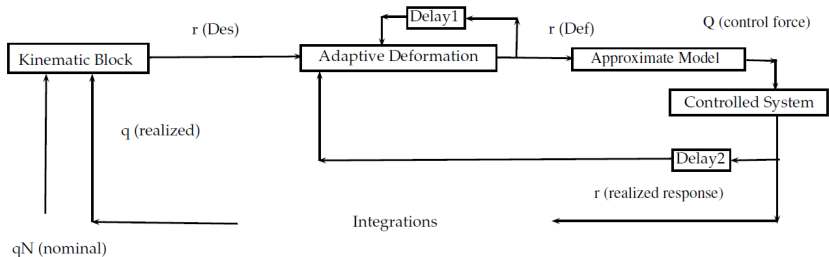 Delay1
r (Des)
r (Def)
Q (control force)
Kinematic Block
Adaptive Deformation
Approximate Model
Controlled System
q (realized)
Delay2
r (realized response)
Integrations
qN (nominal)